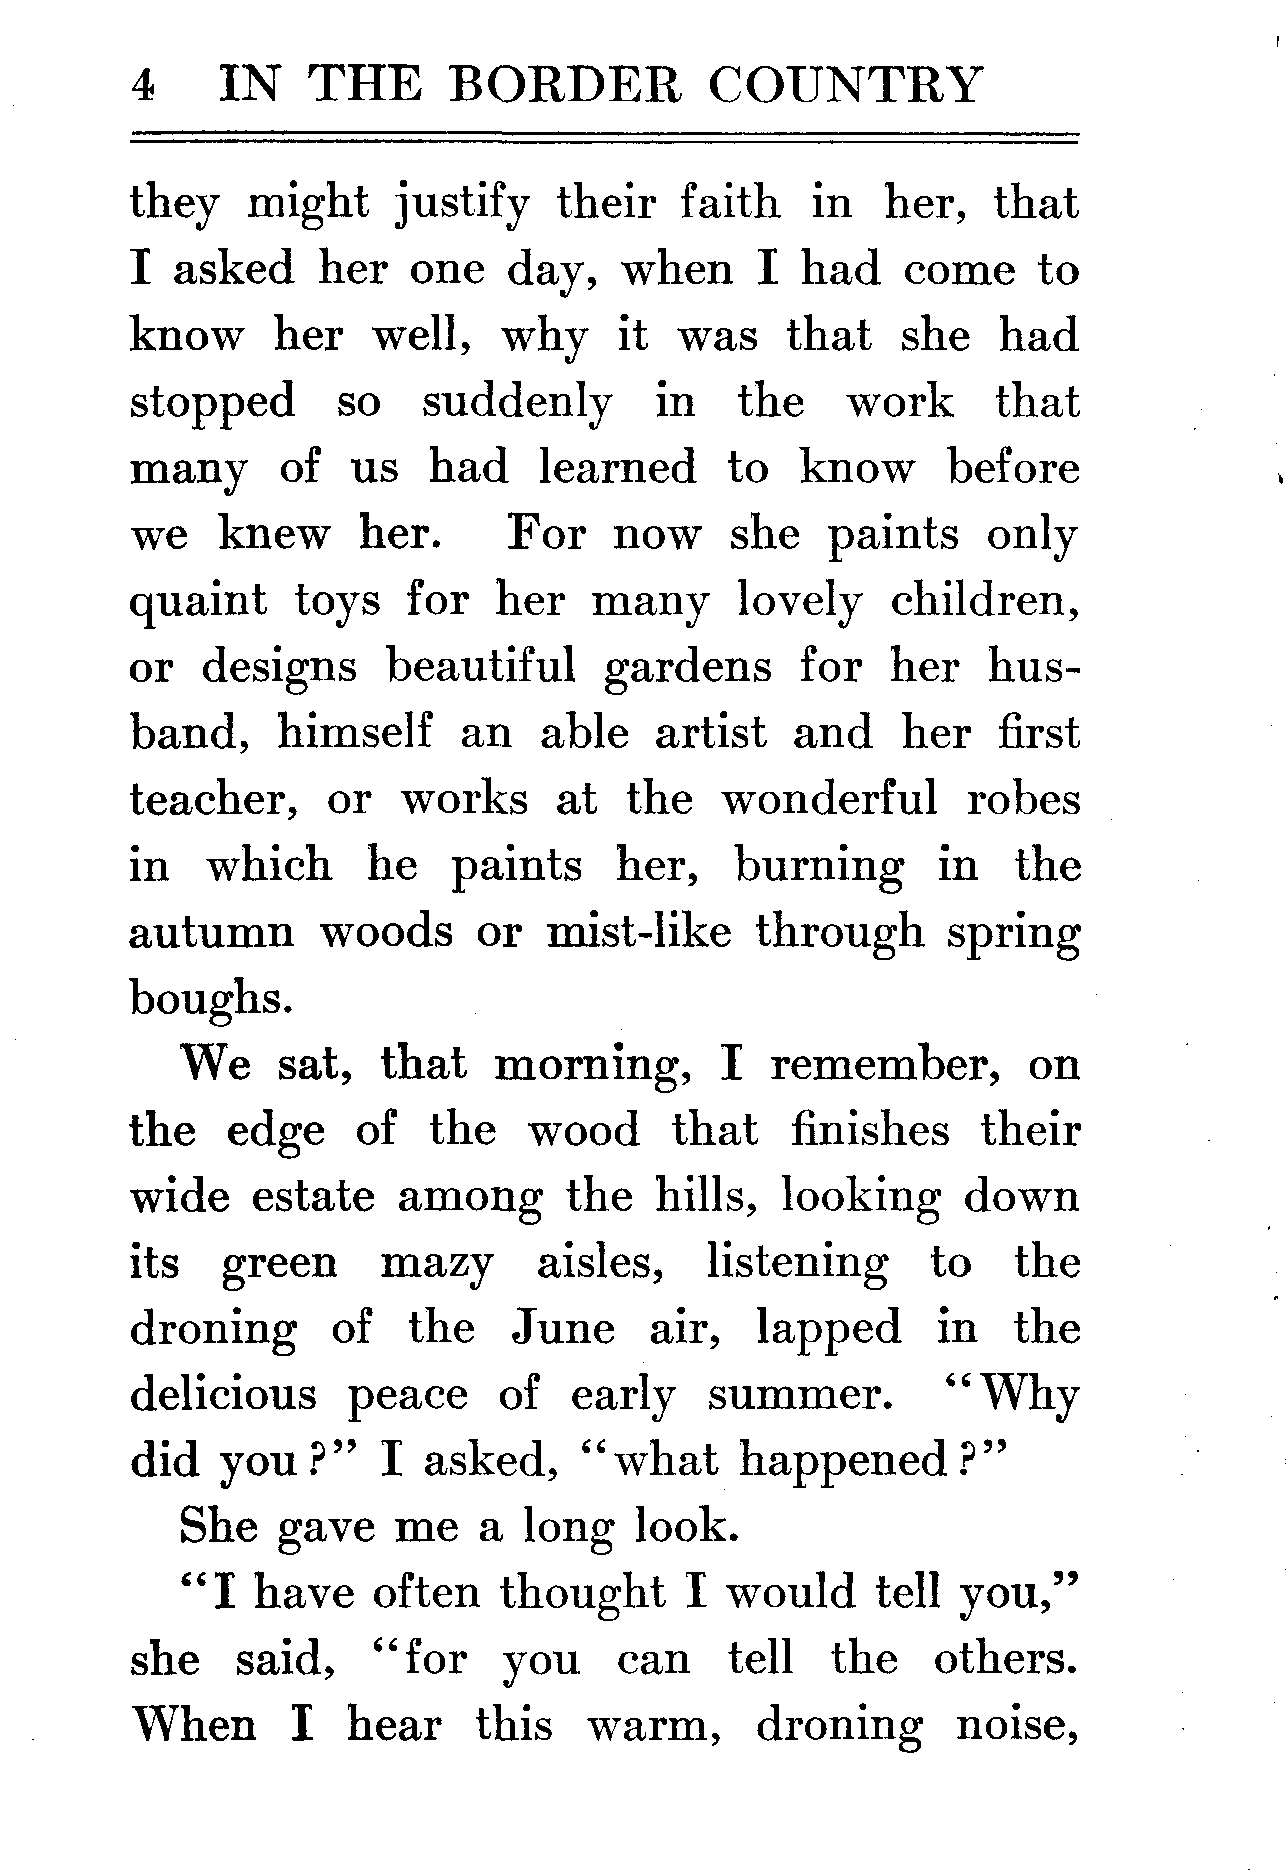 4 IN THE BORDER COUNTRY
they might justify their faith in her, that
I asked her one day, when I had come to
know her well, why it was that she had
stopped so suddenly in the work that
many of us had learned to know before
we knew her. For now she paints only
quaint toys for her many lovely children,
or designs beautiful gardens for her hus-
band, himself an able artist and her first
teacher, or works at the wonderful robes
in which he paints her, burning in the
autumn woods or mist-like through spring
boughs.
We sat, that morning, I remember, on
the edge of the wood that finishes their
wide estate among the hills, looking down
its green mazy aisles, listening to the
droning of the June air, lapped in the
delicious peace of early summer. “Why
did you?” I asked, “what happened?”
She gave me a long look.
“I have often thought I would tell you,”
she said, “for you can tell the others.
When I hear this warm, droning noise,